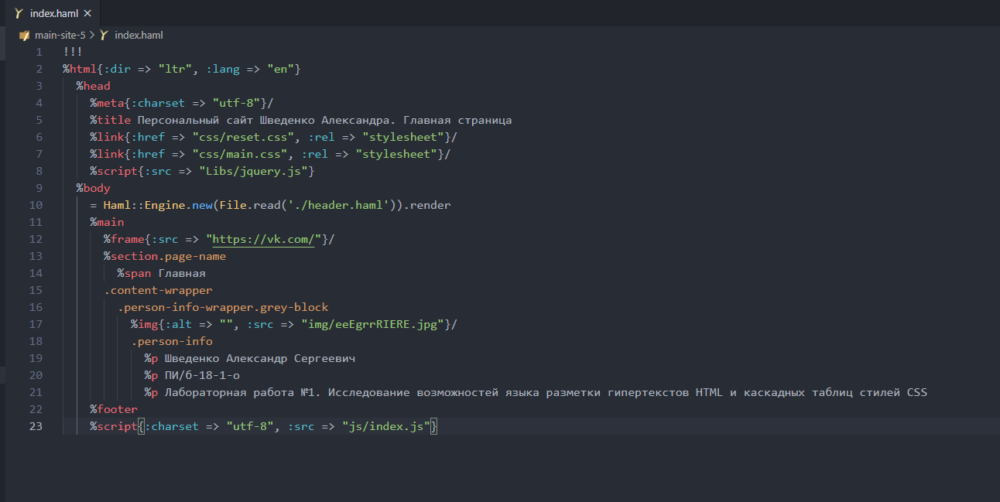 index.haml ×
main-site-5 > index.haml
1 !!!
2 %html{:dir => "ltr", :lang => "en"}
3 %head
4 %meta{:charset => "utf-8"}/
5 %title Персональный сайт Шведенко Александра. Главная страница
6 %link{:href => "css/reset.css", :rel => "stylesheet"}/
7 %link{:href => "css/main.css", :rel => "stylesheet"}/
8 %script{:src => "Libs/jquery.js"}
9 %body
10 = Haml::Engine.new(File.read('./header.haml')).render
11 %main
12 %frame{:src => "https://vk.com/"}/
13 %section.page-name
14 %span Главная
15 .content-wrapper
16 .person-info-wrapper.grey-block
17 %img{:alt => "", :src => "img/eeEgrrRIERE.jpg"}/
18 .person-info
19 %p Шведенко Александр Сергеевич
20 %p ПИ/б-18-1-о
21 %p Лабораторная работа №1. Исследование возможностей языка разметки гипертекстов HTML и каскадных таблиц стилей CSS
22 %footer
23 %script{:charset => "utf-8", :src => "js/index.js"}